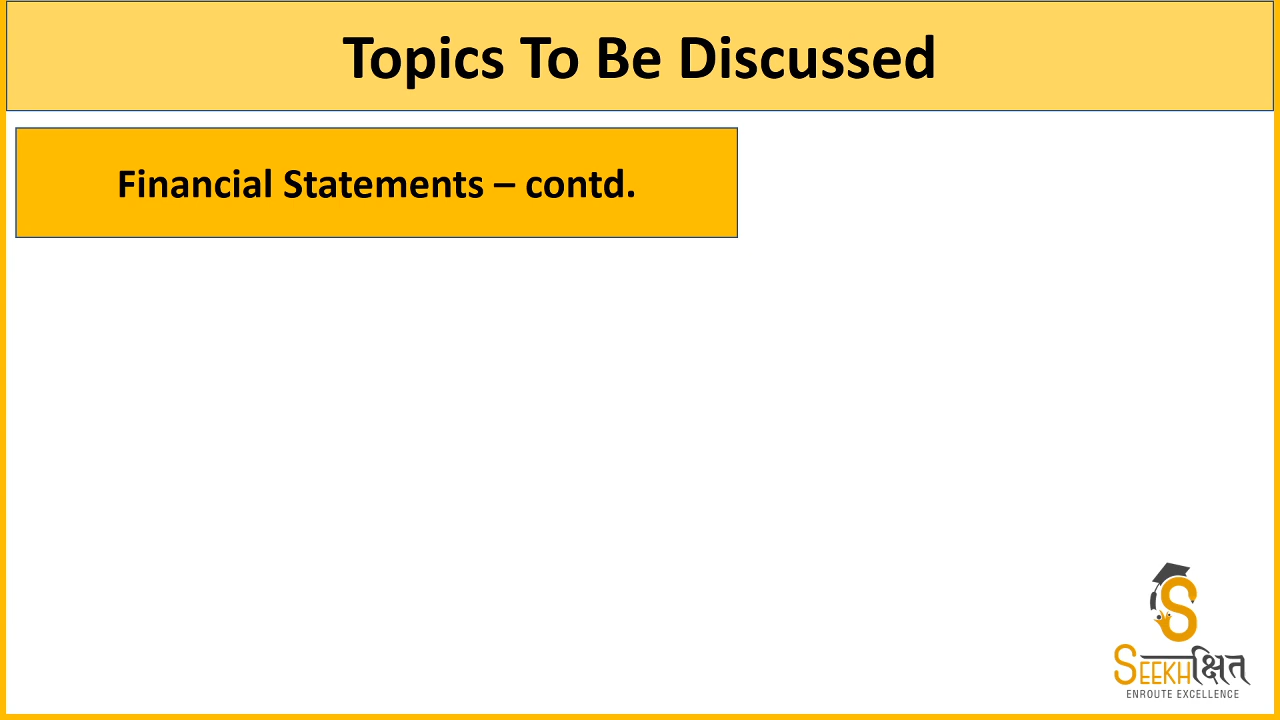 Topics To Be Discussed
Financial Statements – contd.
SEEKHक्षित
ENROUTE EXCELLENCE